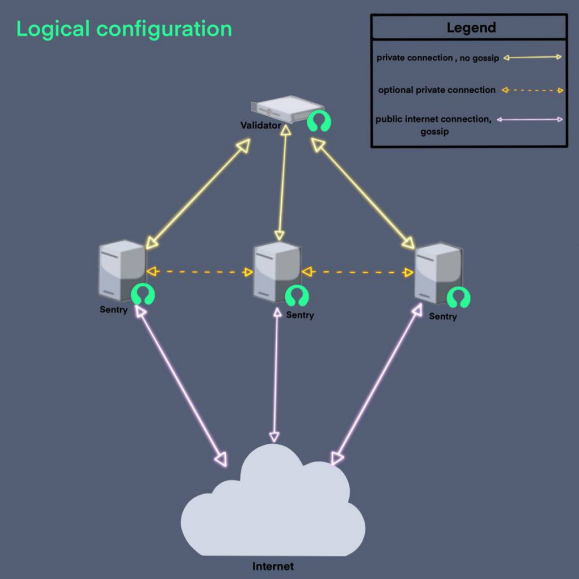 Logical configuration
Legend
private connection , no gossip
optional private connection
public internet connection,
gossip
Validator
Sentry
Sentry
Sentry
Internet